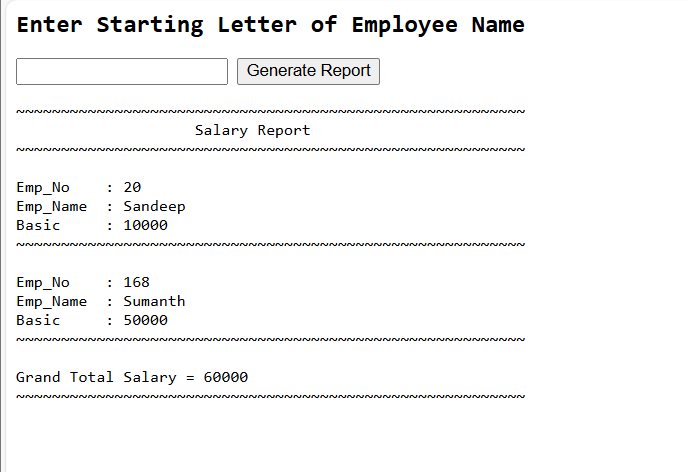 Enter Starting Letter of Employee Name
Generate Report
~~~~~~~~~~~~~~~~~~~~~~~~~~~~~~~~~~~~~~~~~~~~~~~~~~~~~~~~~
Salary Report
~~~~~~~~~~~~~~~~~~~~~~~~~~~~~~~~~~~~~~~~~~~~~~~~~~~~~~~~~
Emp_No    : 20
Emp_Name  : Sandeep
Basic     : 10000
~~~~~~~~~~~~~~~~~~~~~~~~~~~~~~~~~~~~~~~~~~~~~~~~~~~~~~~~~
Emp_No    : 168
Emp_Name  : Sumanth
Basic     : 50000
~~~~~~~~~~~~~~~~~~~~~~~~~~~~~~~~~~~~~~~~~~~~~~~~~~~~~~~~~
Grand Total Salary = 60000
~~~~~~~~~~~~~~~~~~~~~~~~~~~~~~~~~~~~~~~~~~~~~~~~~~~~~~~~~